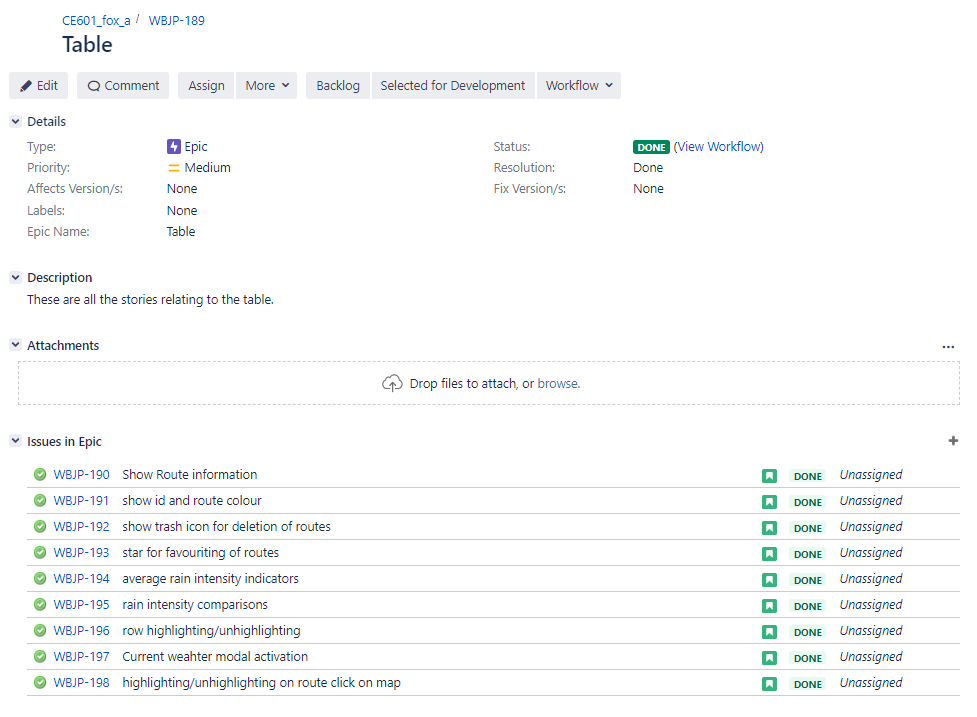 CE601_fox_a / WBJP-189
Table
Edit Comment Assign More Backlog Selected for Development Workflow
Details
Type: Epic Status: DONE (View Workflow)
Priority: Medium Resolution: Done
Affects Version/s: None Fix Version/s: None
Labels: None
Epic Name: Table
Description
These are all the stories relating to the table.
Attachments
Drop files to attach, or browse.
Issues in Epic
WBJP-190 Show Route information DONE Unassigned
WBJP-191 show id and route colour DONE Unassigned
WBJP-192 show trash icon for deletion of routes DONE Unassigned
WBJP-193 star for favouriting of routes DONE Unassigned
WBJP-194 average rain intensity indicators DONE Unassigned
WBJP-195 rain intensity comparisons DONE Unassigned
WBJP-196 row highlighting/unhighlighting DONE Unassigned
WBJP-197 Current weahter modal activation DONE Unassigned
WBJP-198 highlighting/unhighlighting on route click on map DONE Unassigned